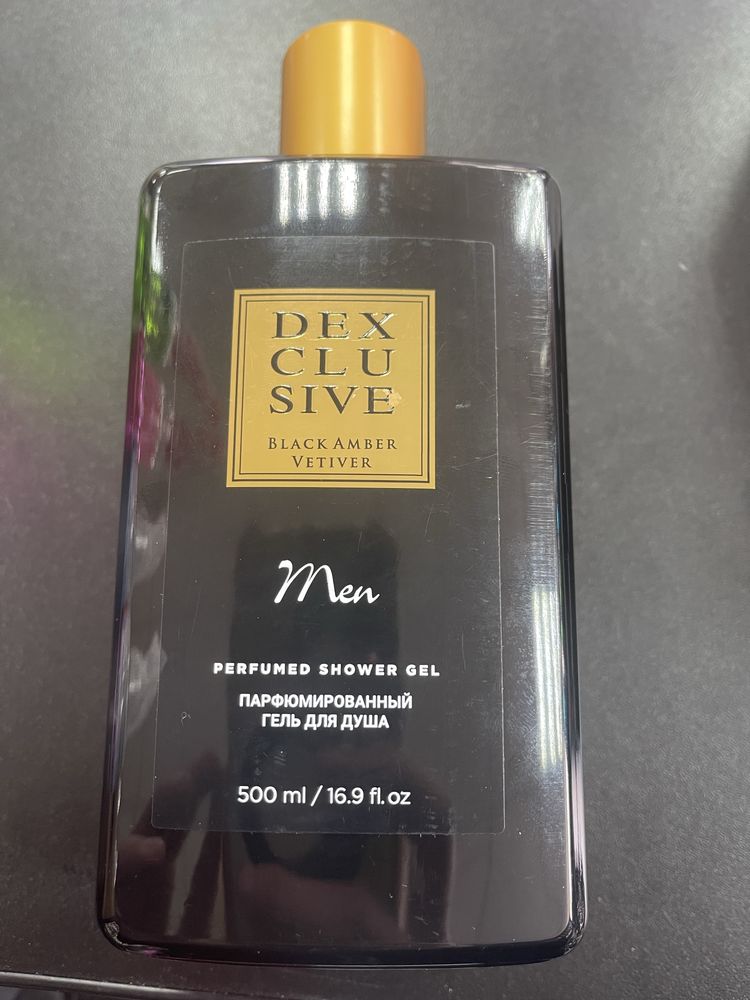 DEX
CLU
SIVE
BLACK AMBER
VETIVER
Men
PERFUMED SHOWER GEL
ПАРФЮМИРОВАННЫЙ
ГЕЛЬ ДЛЯ ДУША
500 ml / 16.9 fl. oz